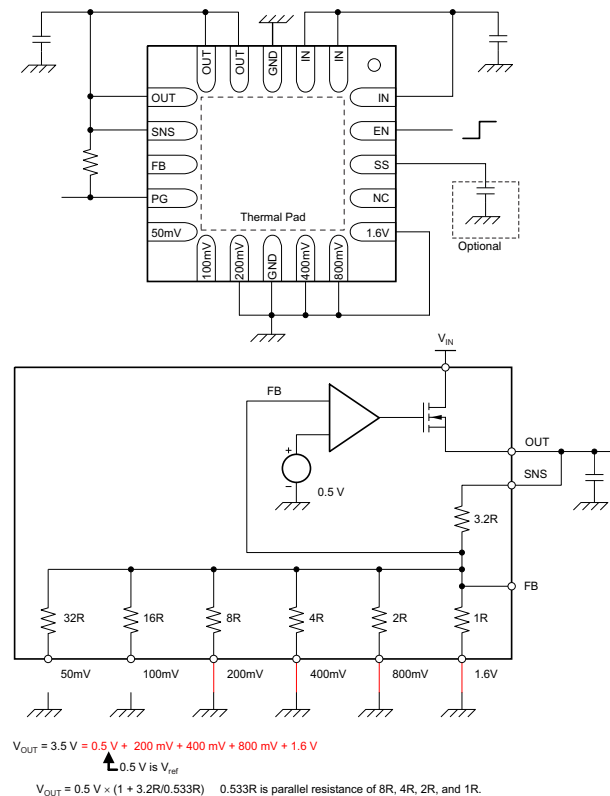 OUT
OUT
GND
IN
IN
OUT
SNS
FB
PG
50mV
IN
EN
SS
NC
1.6V
Thermal Pad
100mV
200mV
GND
400mV
800mV
Optional
V_IN
FB
OUT
SNS
+
−
0.5 V
3.2R
FB
32R
16R
8R
4R
2R
1R
50mV
100mV
200mV
400mV
800mV
1.6V
V_OUT = 3.5 V = 0.5 V + 200 mV + 400 mV + 800 mV + 1.6 V
0.5 V is V_ref
V_OUT = 0.5 V × (1 + 3.2R/0.533R) 0.533R is parallel resistance of 8R, 4R, 2R, and 1R.